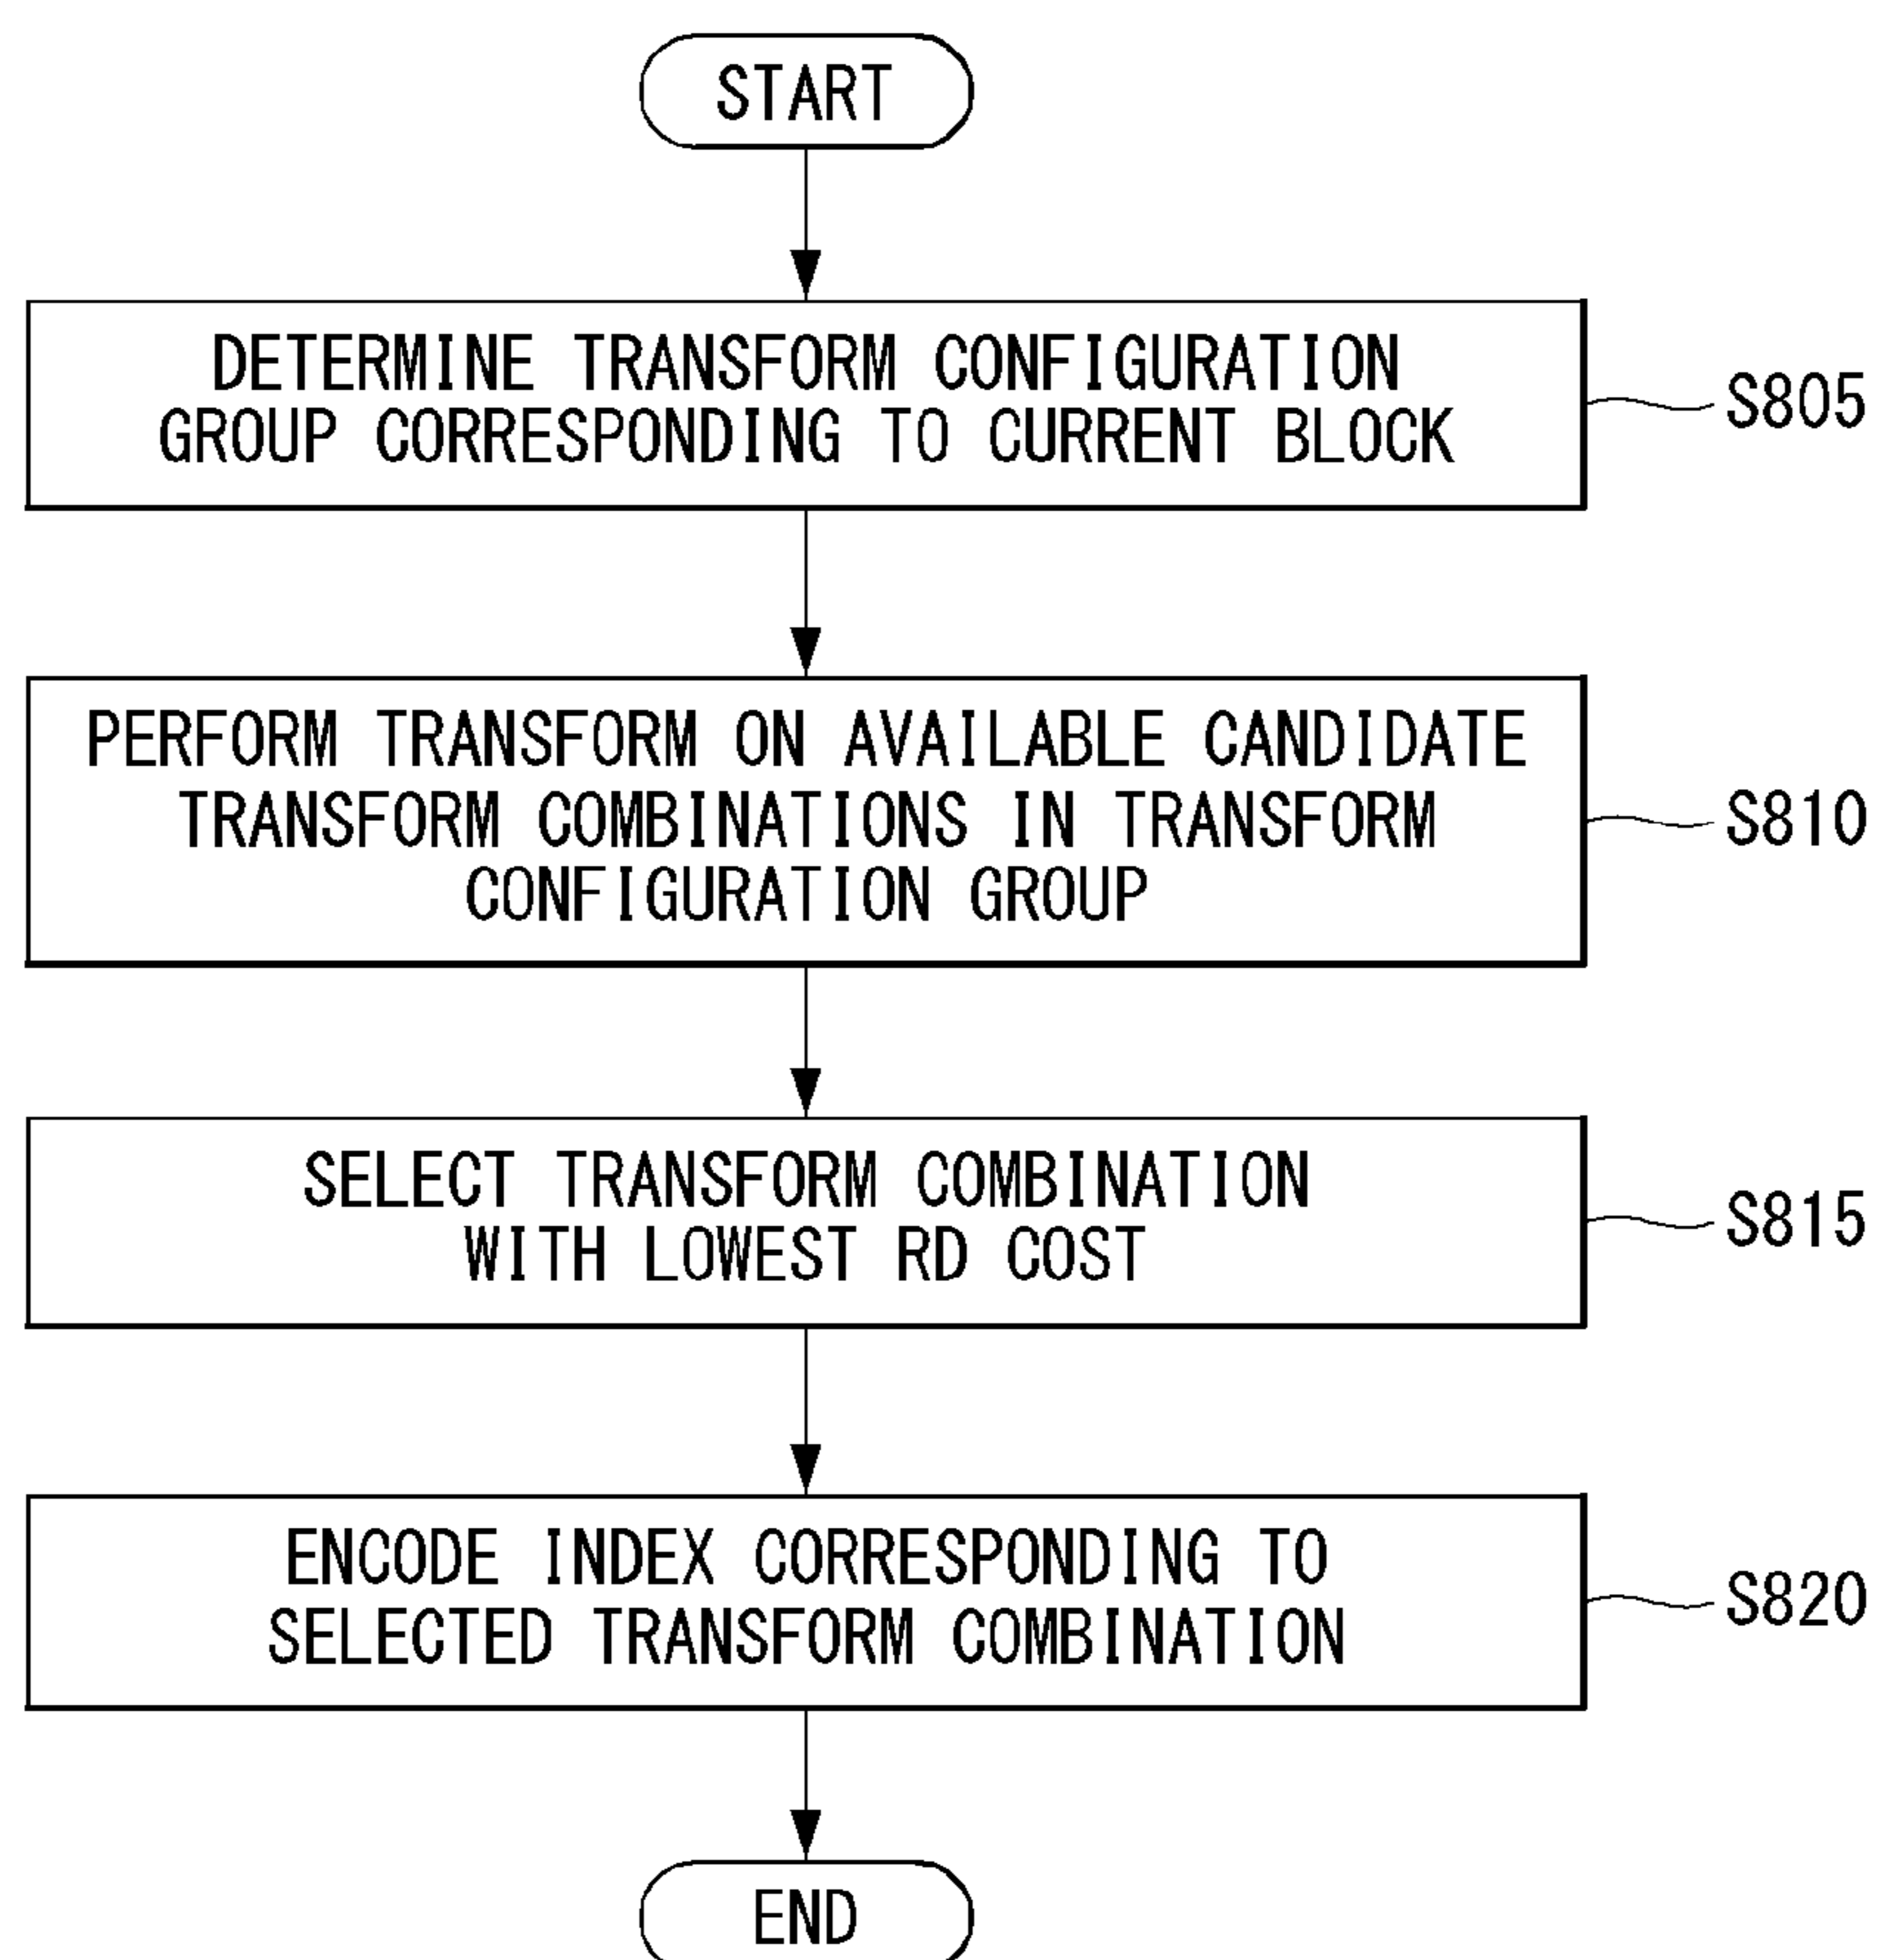 START
DETERMINE TRANSFORM CONFIGURATION
GROUP CORRESPONDING TO CURRENT BLOCK
S805
PERFORM TRANSFORM ON AVAILABLE CANDIDATE
TRANSFORM COMBINATIONS IN TRANSFORM
CONFIGURATION GROUP
S810
SELECT TRANSFORM COMBINATION
WITH LOWEST RD COST
S815
ENCODE INDEX CORRESPONDING TO
SELECTED TRANSFORM COMBINATION
S820
END